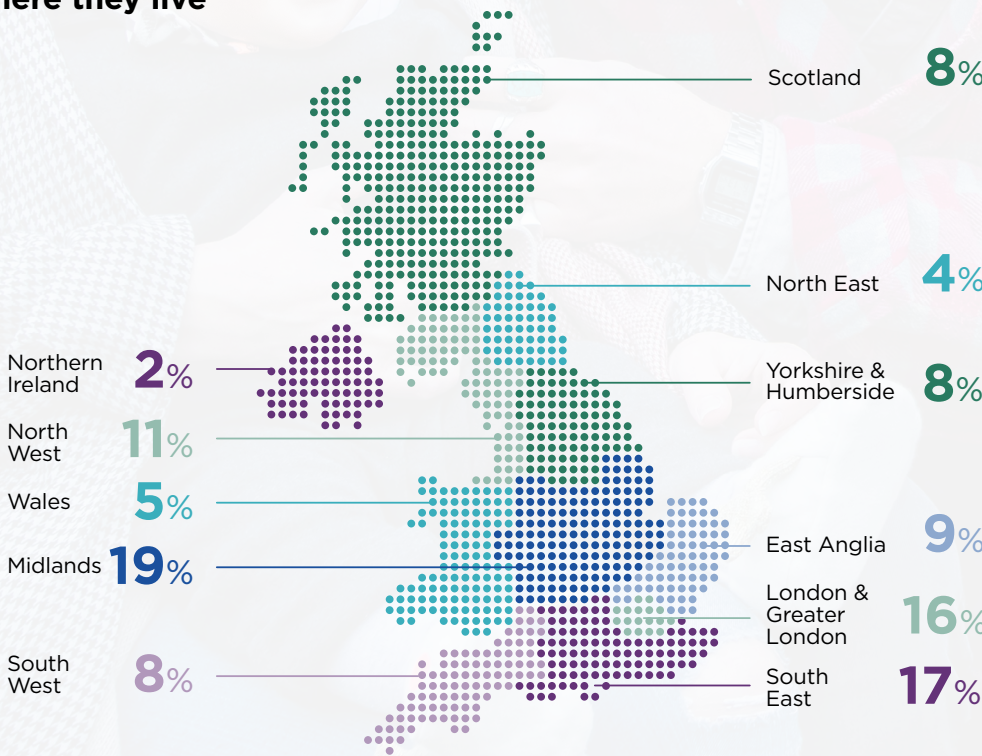 they live
Scotland 8%
North East 4%
Northern
Ireland 2%
Yorkshire &
Humberside 8%
North
West 11%
Wales 5%
East Anglia 9%
Midlands 19%
London &
Greater
London 16%
South
West 8%
South
East 17%